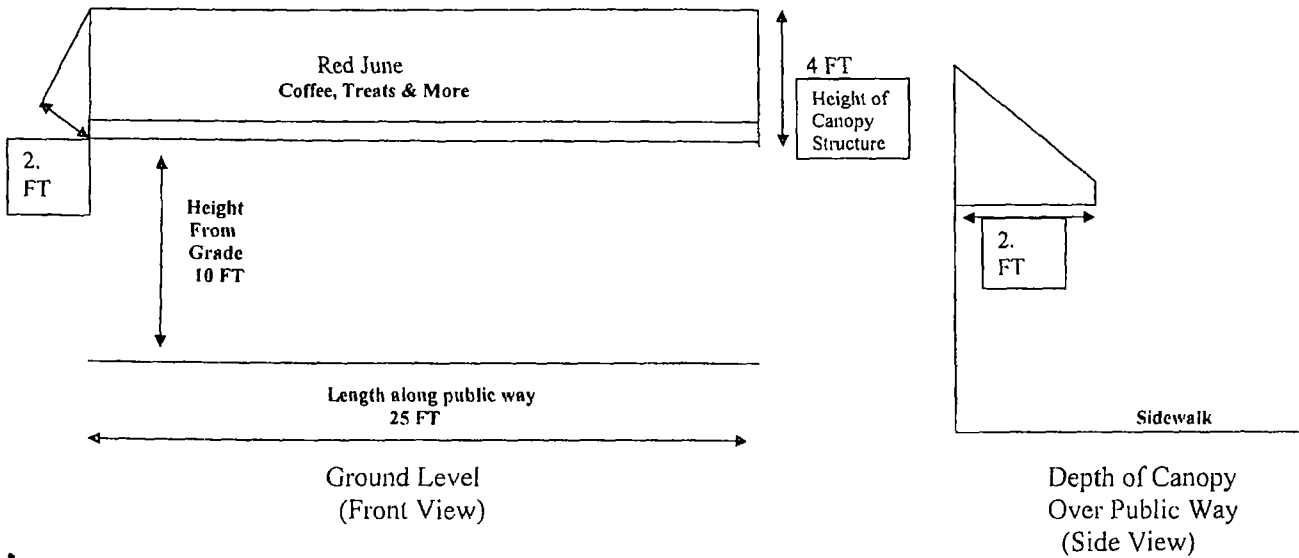 Red June
Coffee, Treats & More
4 FT
Height of
Canopy
Structure
2.
FT
Height
From
Grade
10 FT
2.
FT
Length along public way
25 FT
Sidewalk
Ground Level
(Front View)
Depth of Canopy
Over Public Way
(Side View)